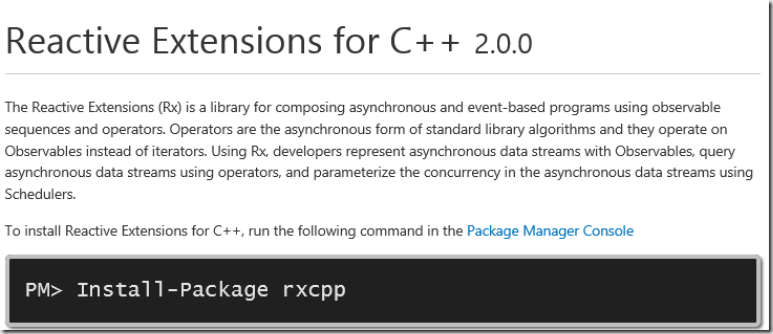 Reactive Extensions for C++ 2.0.0
The Reactive Extensions (Rx) is a library for composing asynchronous and event-based programs using observable
sequences and operators. Operators are the asynchronous form of standard library algorithms and they operate on
Observables instead of iterators. Using Rx, developers represent asynchronous data streams with Observables, query
asynchronous data streams using operators, and parameterize the concurrency in the asynchronous data streams using
Schedulers.
To install Reactive Extensions for C++, run the following command in the Package Manager Console
PM> Install-Package rxcpp